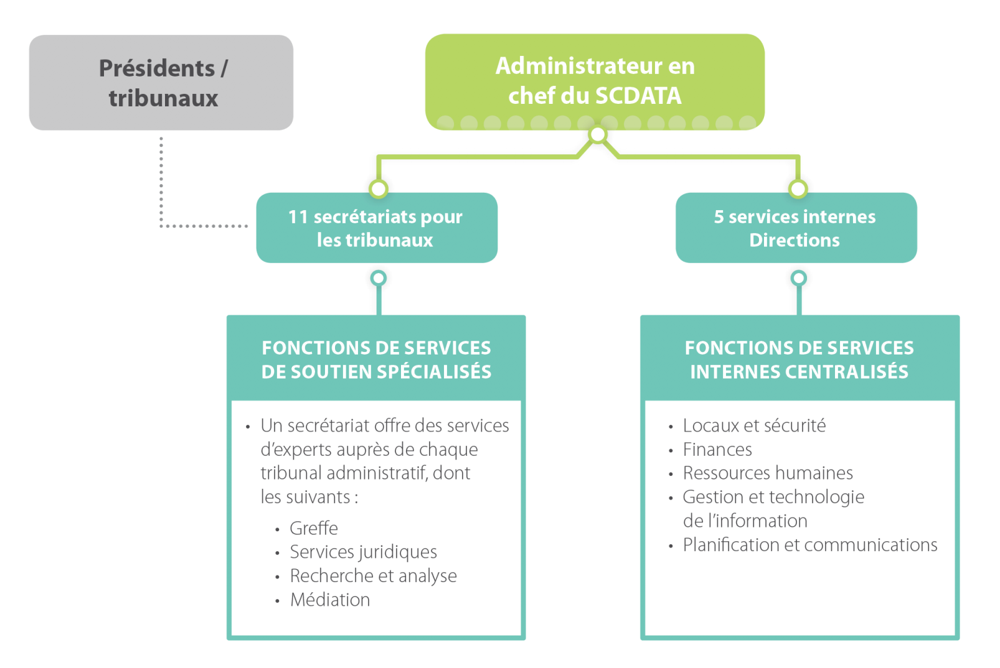 Présidents /
tribunaux
Administrateur en
chef du SCDATA
11 secrétariats pour
les tribunaux
5 services internes
Directions
FONCTIONS DE SERVICES
DE SOUTIEN SPÉCIALISÉS
• Un secrétariat offre des services
d’experts auprès de chaque
tribunal administratif, dont
les suivants :
• Greffe
• Services juridiques
• Recherche et analyse
• Médiation
FONCTIONS DE SERVICES
INTERNES CENTRALISÉS
• Locaux et sécurité
• Finances
• Ressources humaines
• Gestion et technologie
de l’information
• Planification et communications